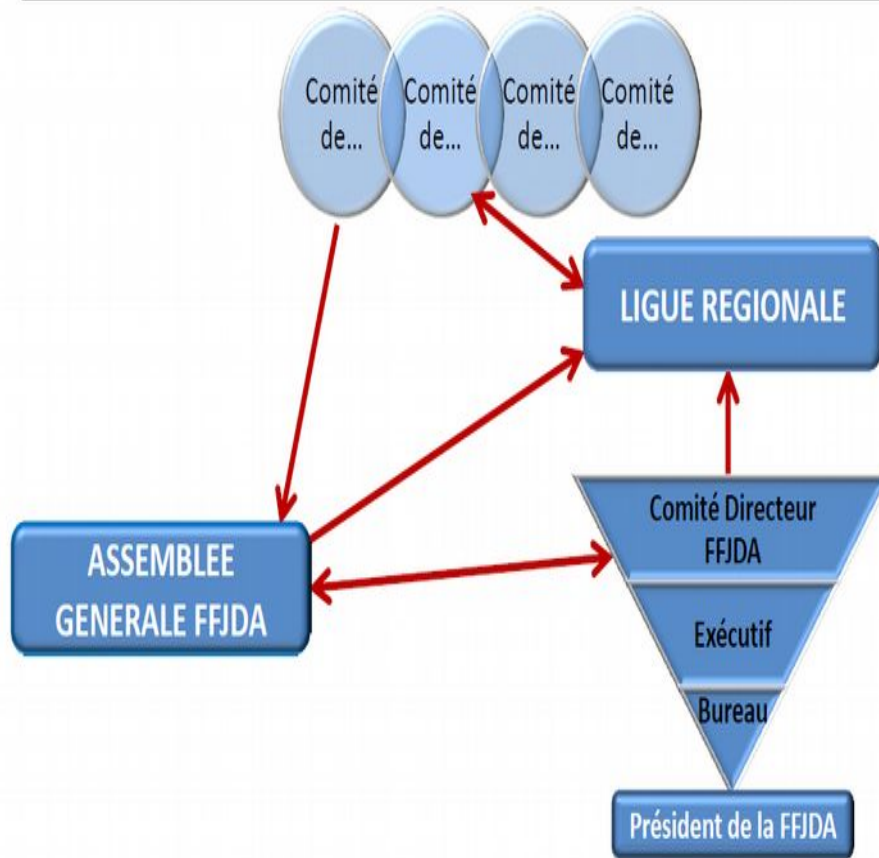 Comité
de...
Comité
de...
Comité
de...
Comité
de...
LIGUE REGIONALE
Comité Directeur
FFJDA
ASSEMBLEE
GENERALE FFJDA
Exécutif
Bureau
Président de la FFJDA